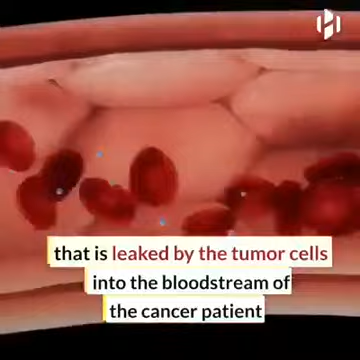 that is leaked by the tumor cells
into the bloodstream of
the cancer patient